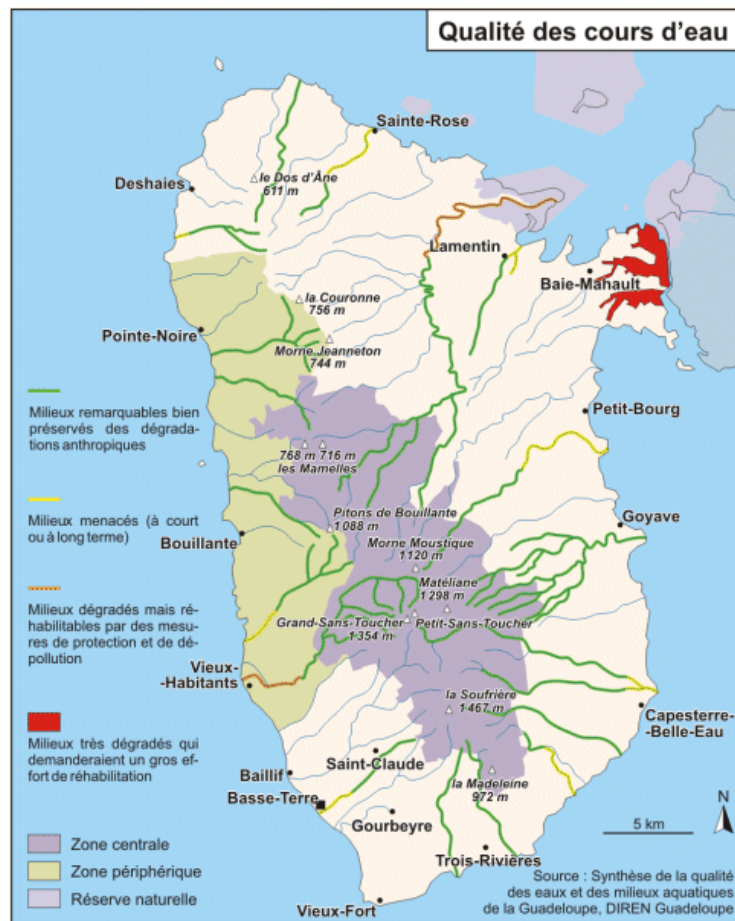 Qualité des cours d'eau
Sainte-Rose
le Dos d'Âne
611 m
Deshaies
Lamentin
Baie-Mahault
la Couronne
756 m
Pointe-Noire
Morne Jeanneton
744 m
Milieux remarquables bien
préservés des dégradations
anthropiques
Petit-Bourg
768 m 716 m
les Mamelles
Milieux menacés (à court
ou à long terme)
Pitons de Bouillante
1 088 m
Bouillante
Goyave
Morne Moustique
1 120 m
Matéliane
1 298 m
Milieux dégradés mais ré-
habilitables par des mesu-
res de protection et de dé-
pollution
Grand-Sans-Toucher
1 354 m
Petit-Sans-Toucher
Vieux-
-Habitants
la Soufrière
1 467 m
Capesterre-
-Belle-Eau
Milieux très dégradés qui
demanderaient un gros ef-
fort de réhabilitation
Saint-Claude
Baillif
Basse-Terre
la Madeleine
972 m
Gourbeyre
Trois-Rivières
Vieux-Fort
N
5 km
Zone centrale
Zone périphérique
Réserve naturelle
Source : Synthèse de la qualité
des eaux et des milieux aquatiques
de la Guadeloupe, DIREN Guadeloupe